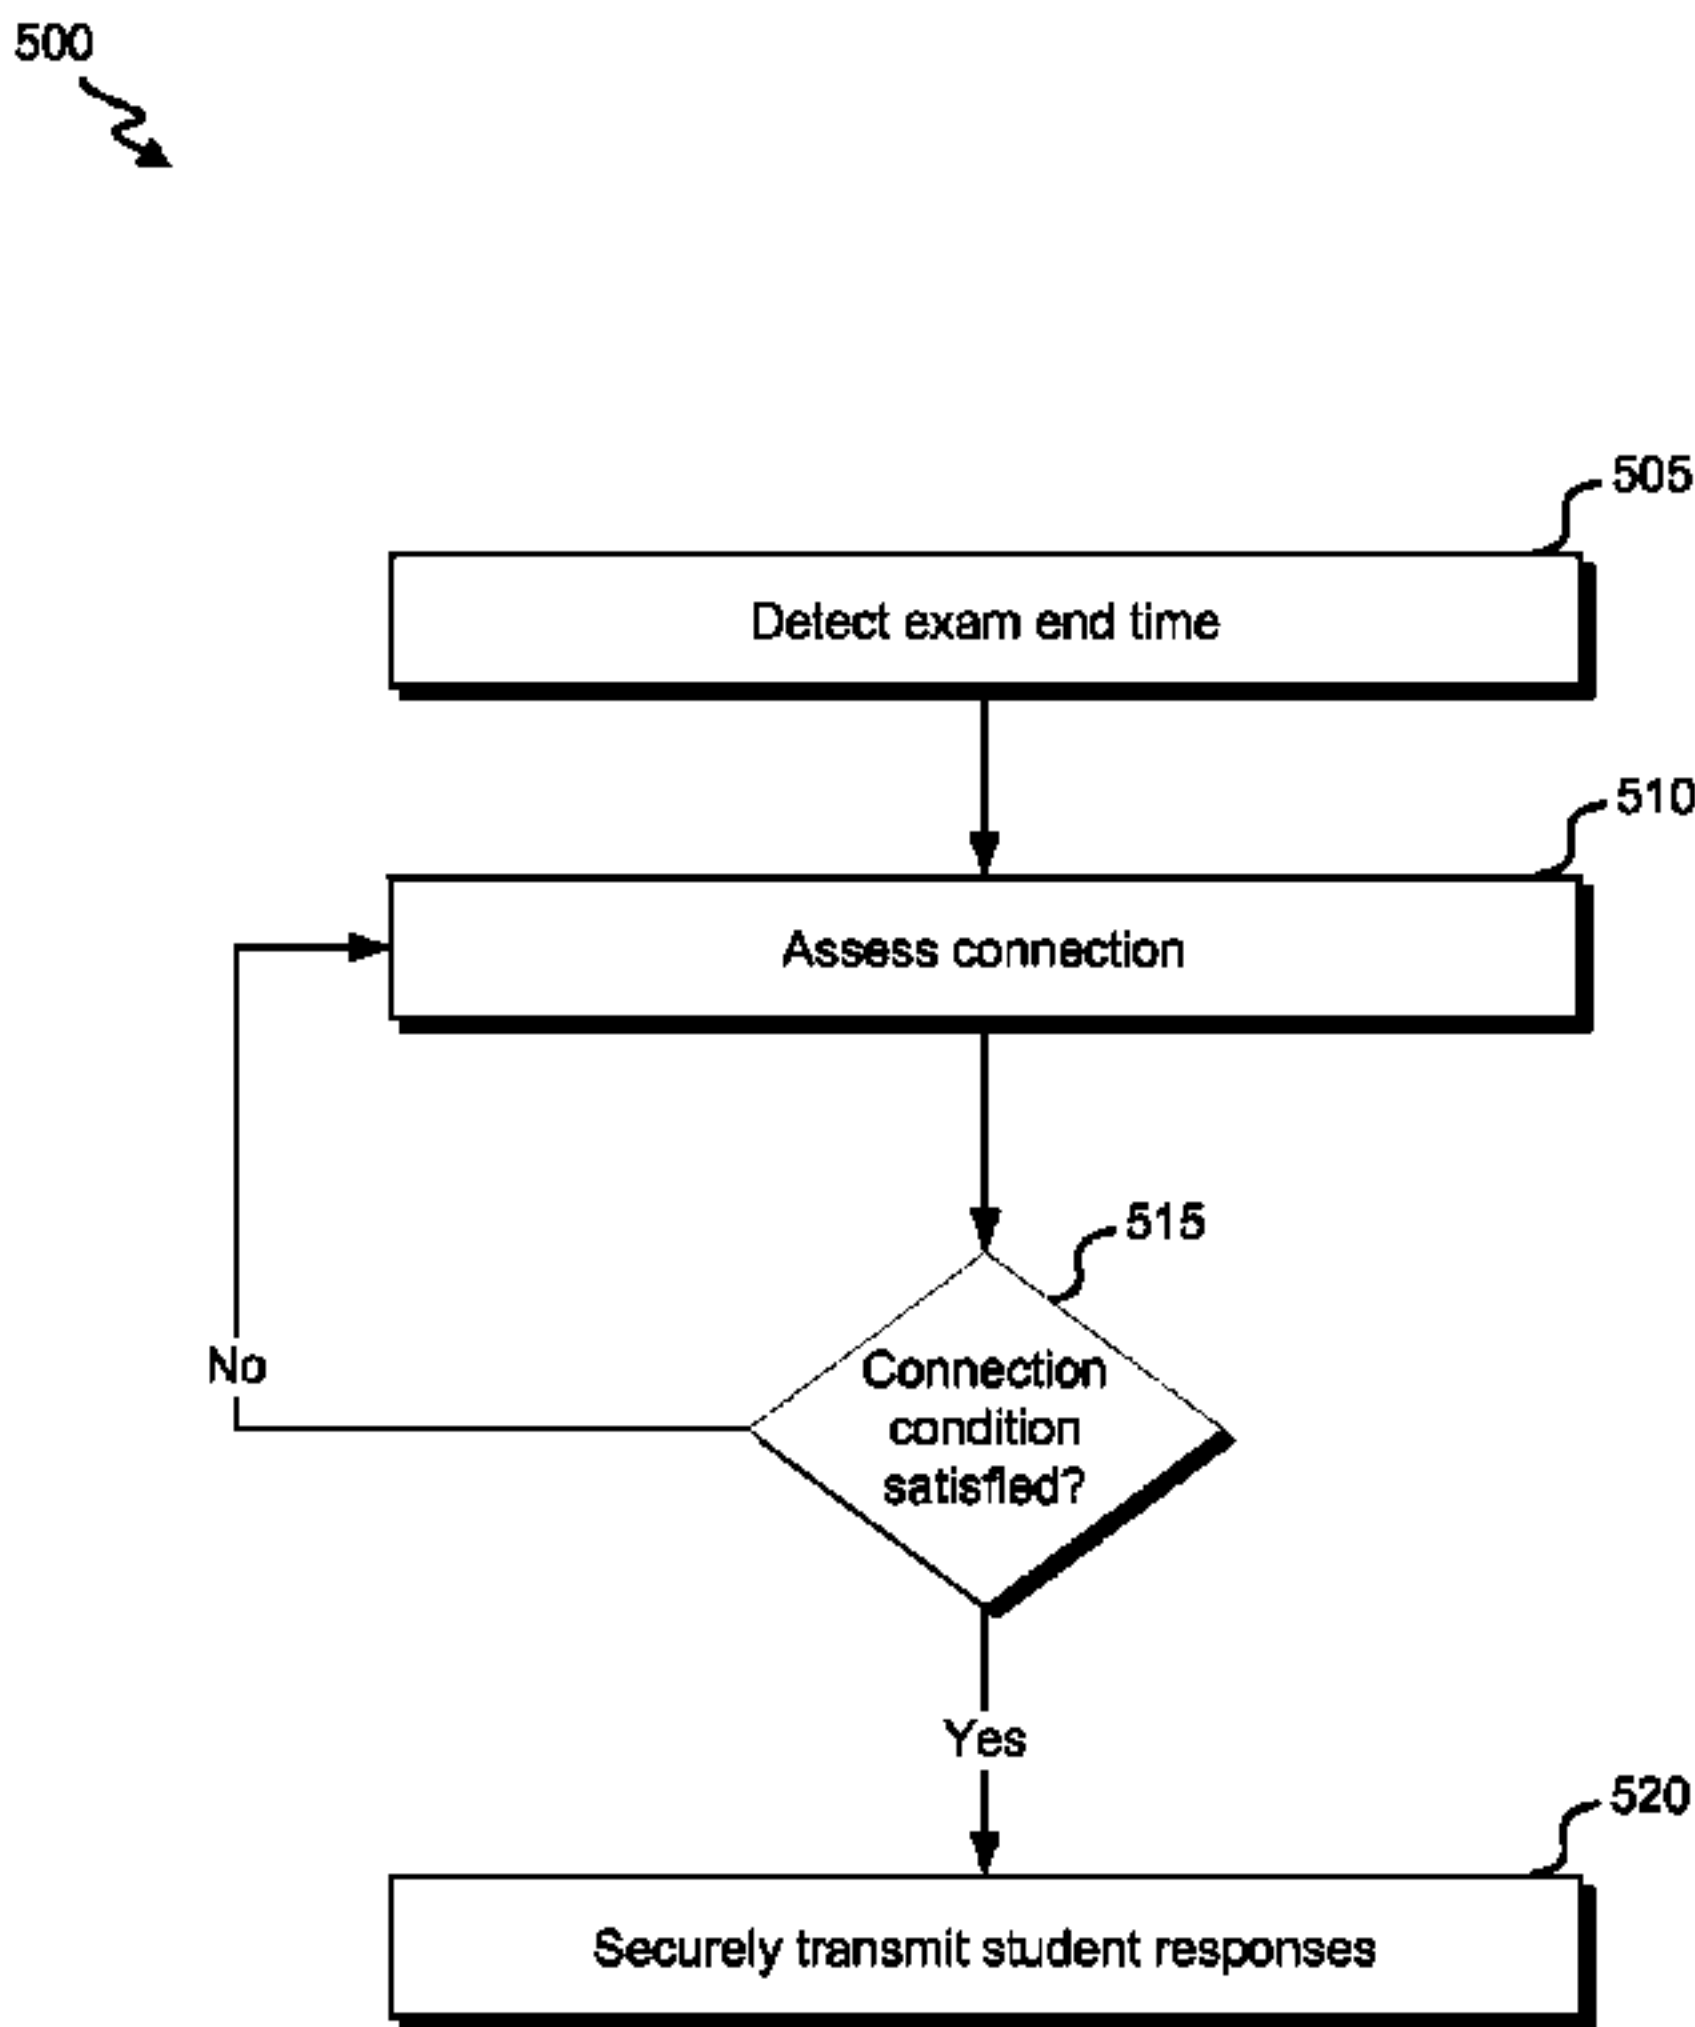 500
505
Detect exam end time
510
Assess connection
515
Connection
condition
satisfied?
No
Yes
520
Securely transmit student responses